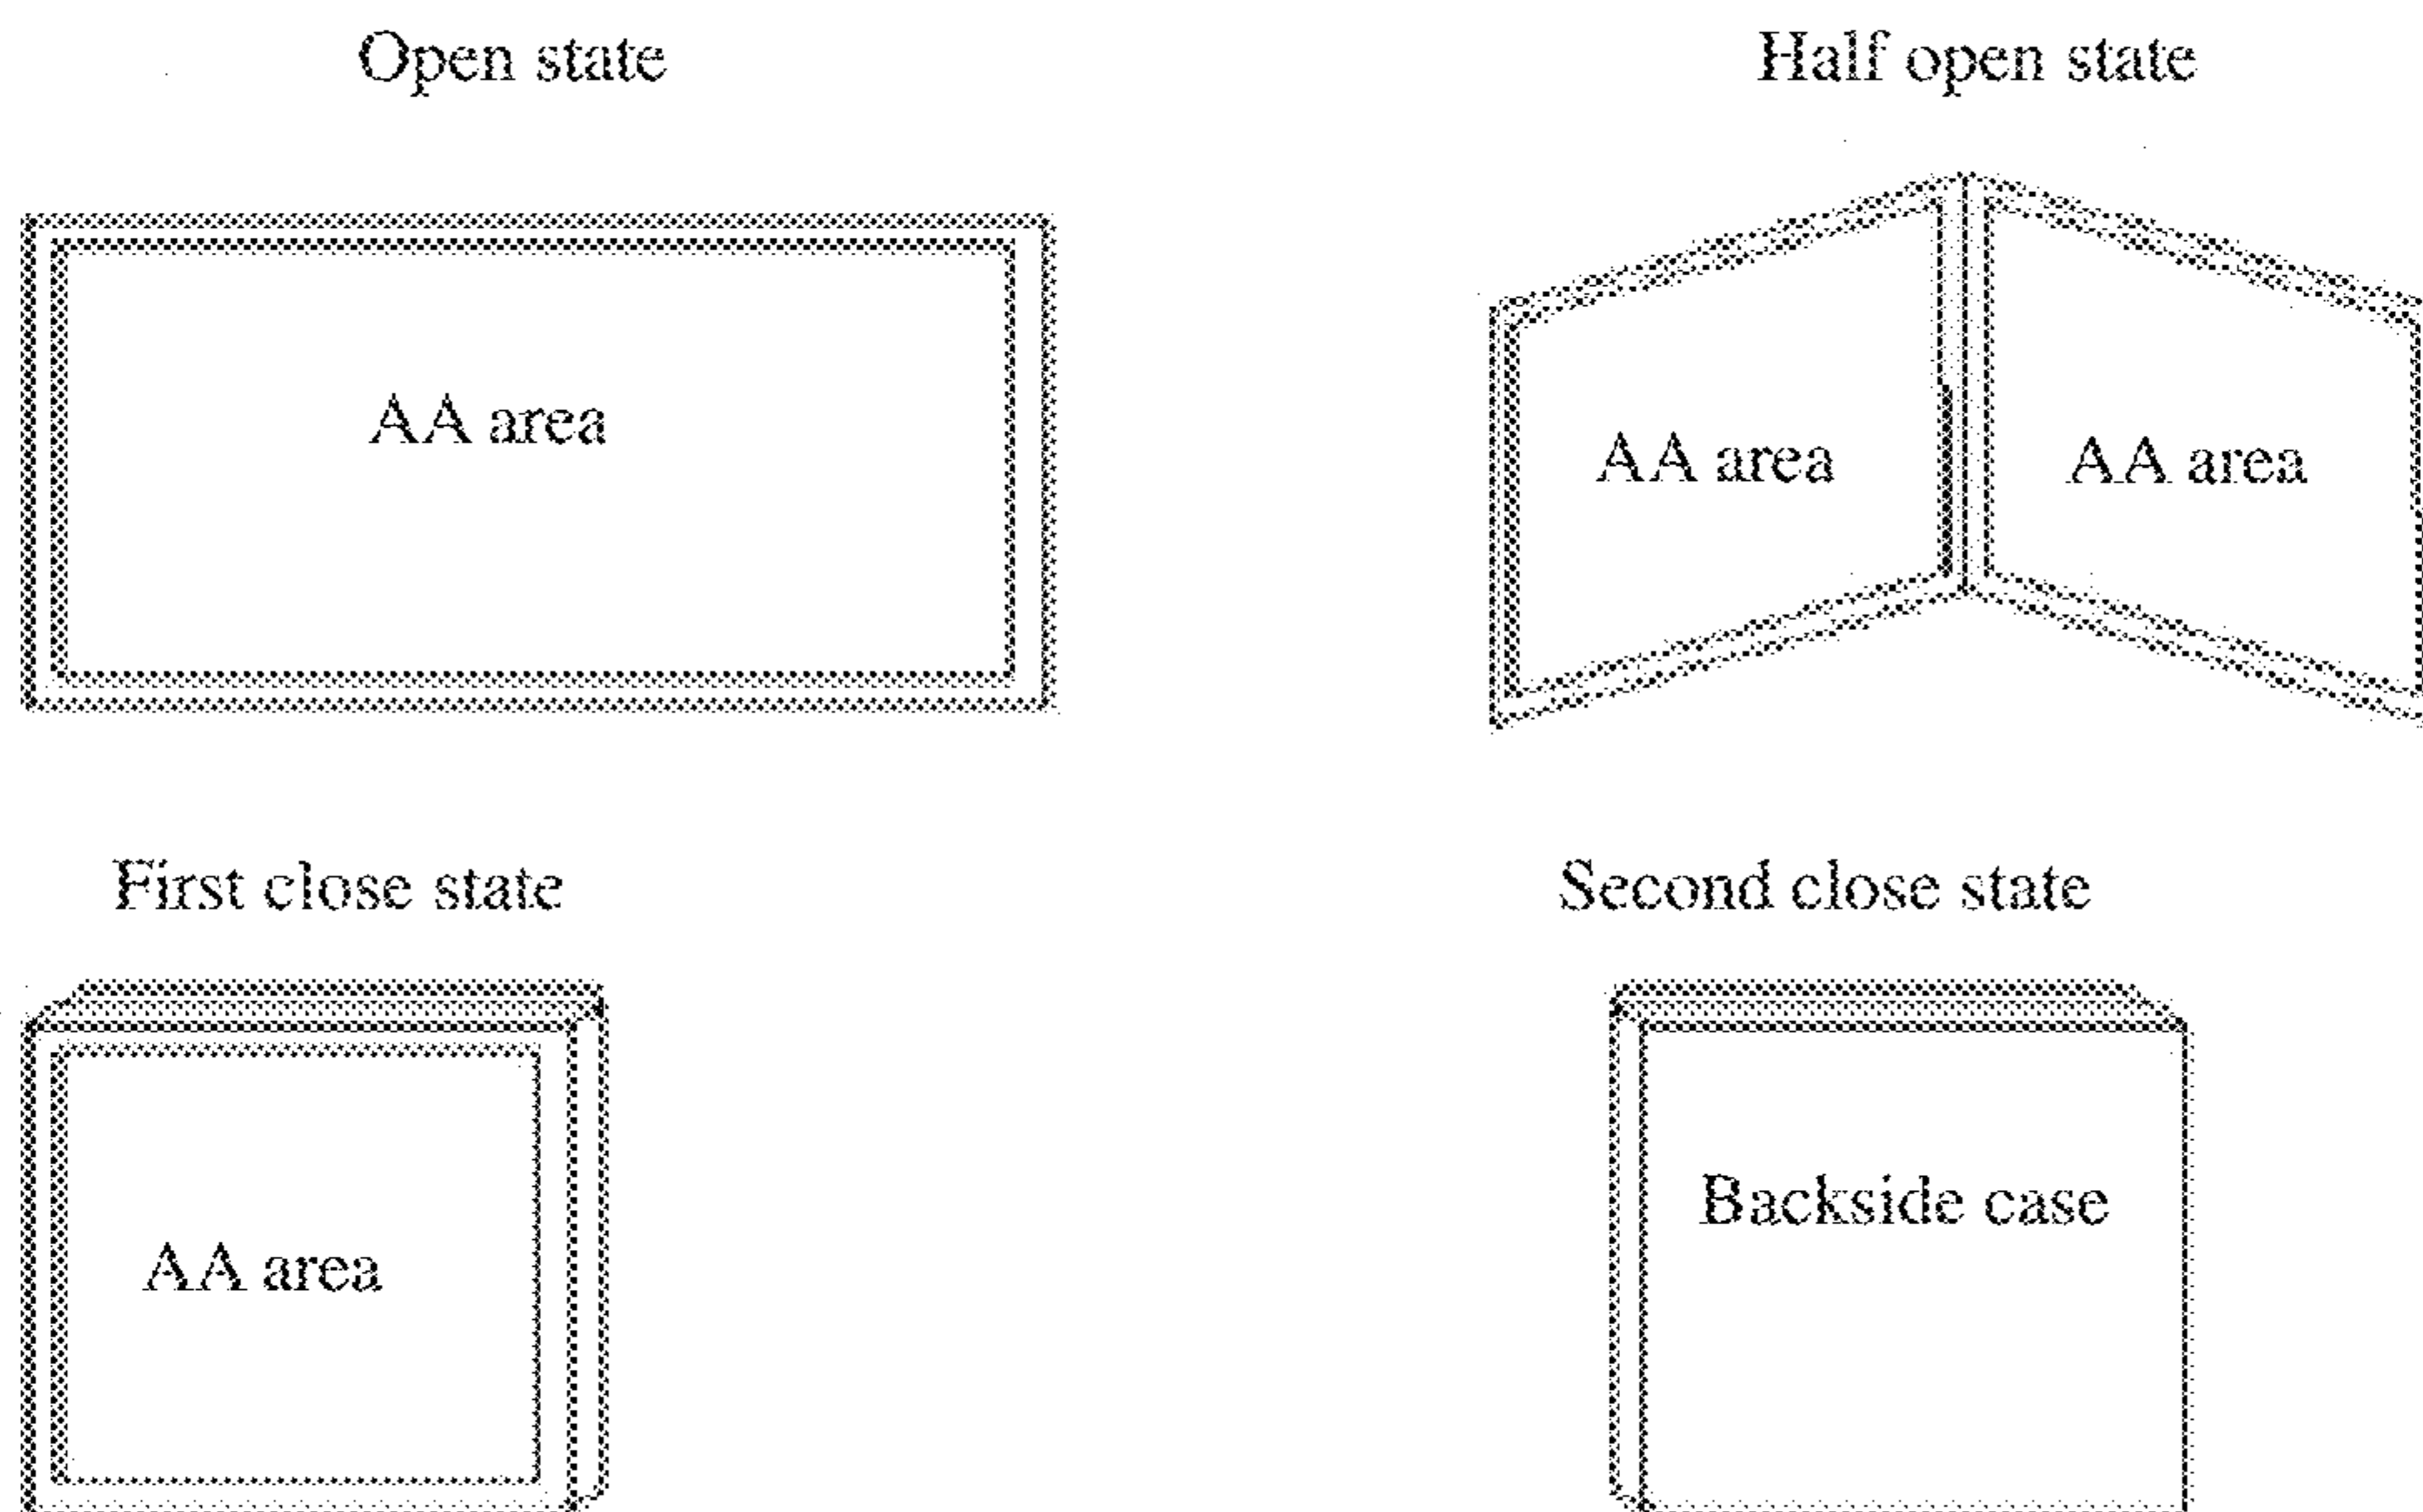 Open state
Half open state
AA area
AA area
AA area
First close state
Second close state
AA area
Backside case